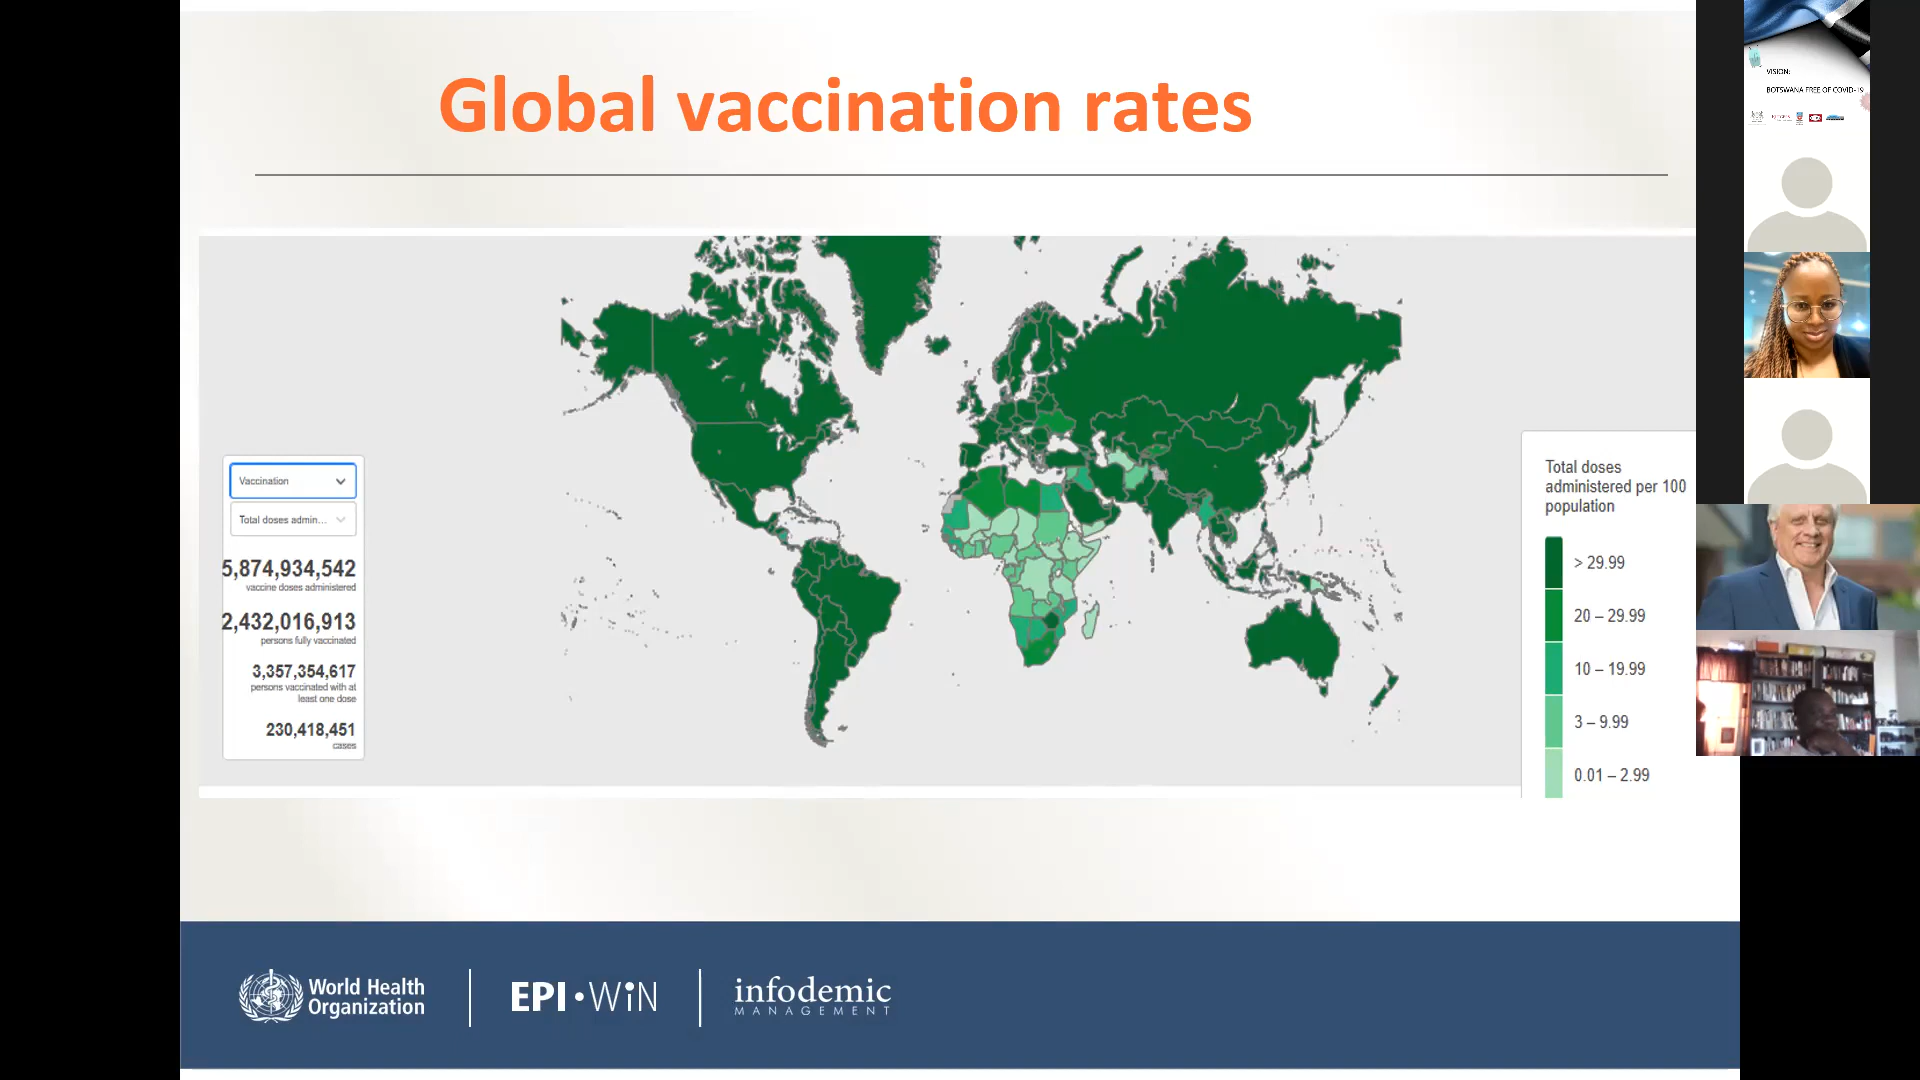 Global vaccination rates
Vaccination
Total doses admin...
5,874,934,542
vaccine doses administered
2,432,016,913
persons fully vaccinated
3,357,354,617
persons vaccinated with at
least one dose
230,418,451
cases
Total doses
administered per 100
population
> 29.99
20 – 29.99
10 – 19.99
3 – 9.99
0.01 – 2.99
VISION:
BOTSWANA FREE OF COVID-19
World Health
Organization
EPI•WiN
infodemic
MANAGEMENT